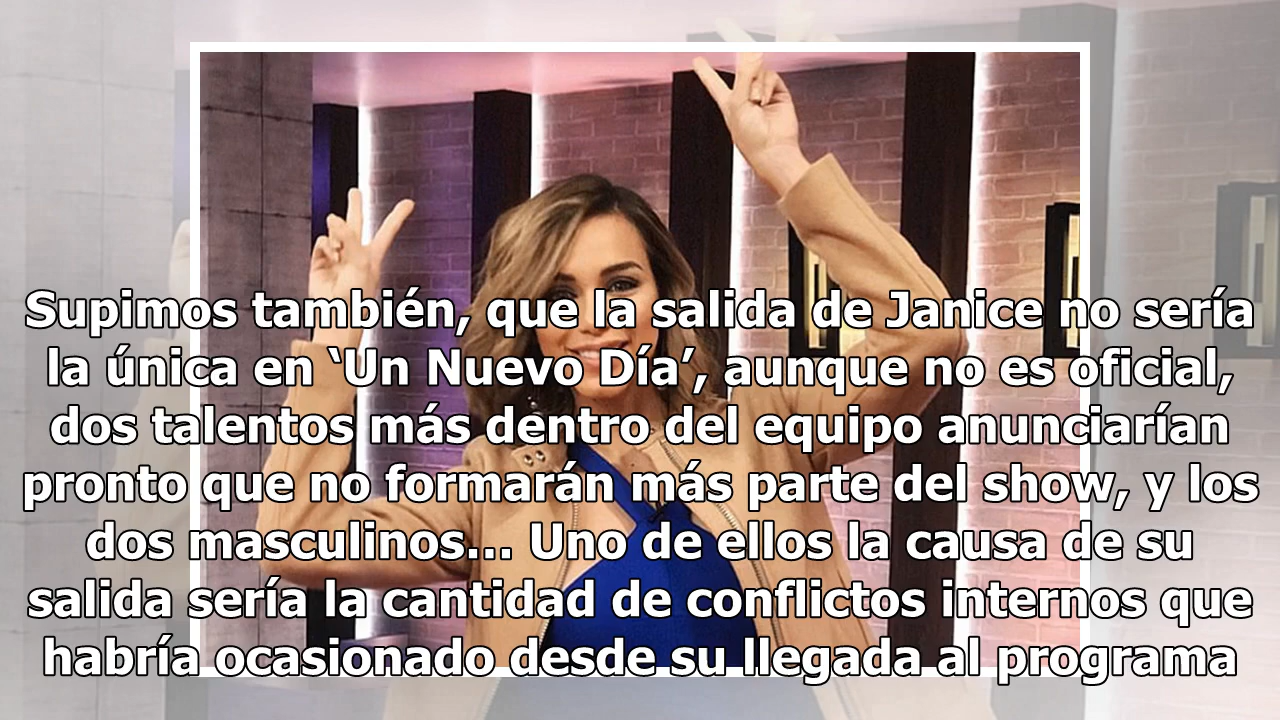 Supimos también, que la salida de Janice no sería
la única en ‘Un Nuevo Día’, aunque no es oficial,
dos talentos más dentro del equipo anunciarían
pronto que no formarán más parte del show, y los
dos masculinos... Uno de ellos la causa de su
salida sería la cantidad de conflictos internos que
habría ocasionado desde su llegada al programa